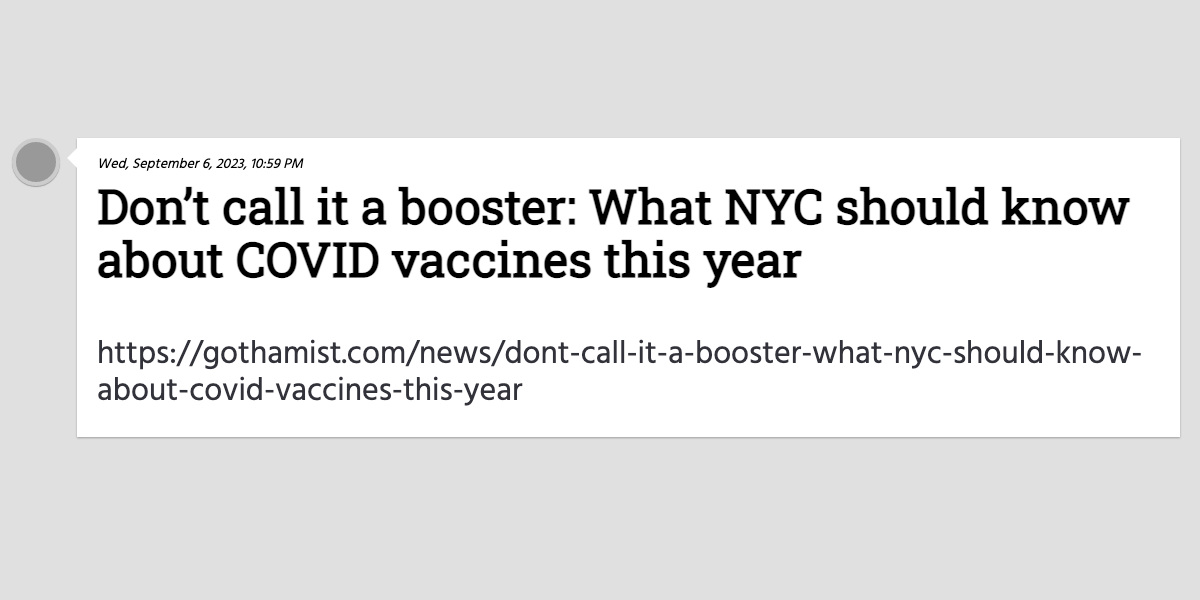 Wed, September 6, 2023, 10:59 PM
Don’t call it a booster: What NYC should know
about COVID vaccines this year
https://gothamist.com/news/dont-call-it-a-booster-what-nyc-should-know-
about-covid-vaccines-this-year